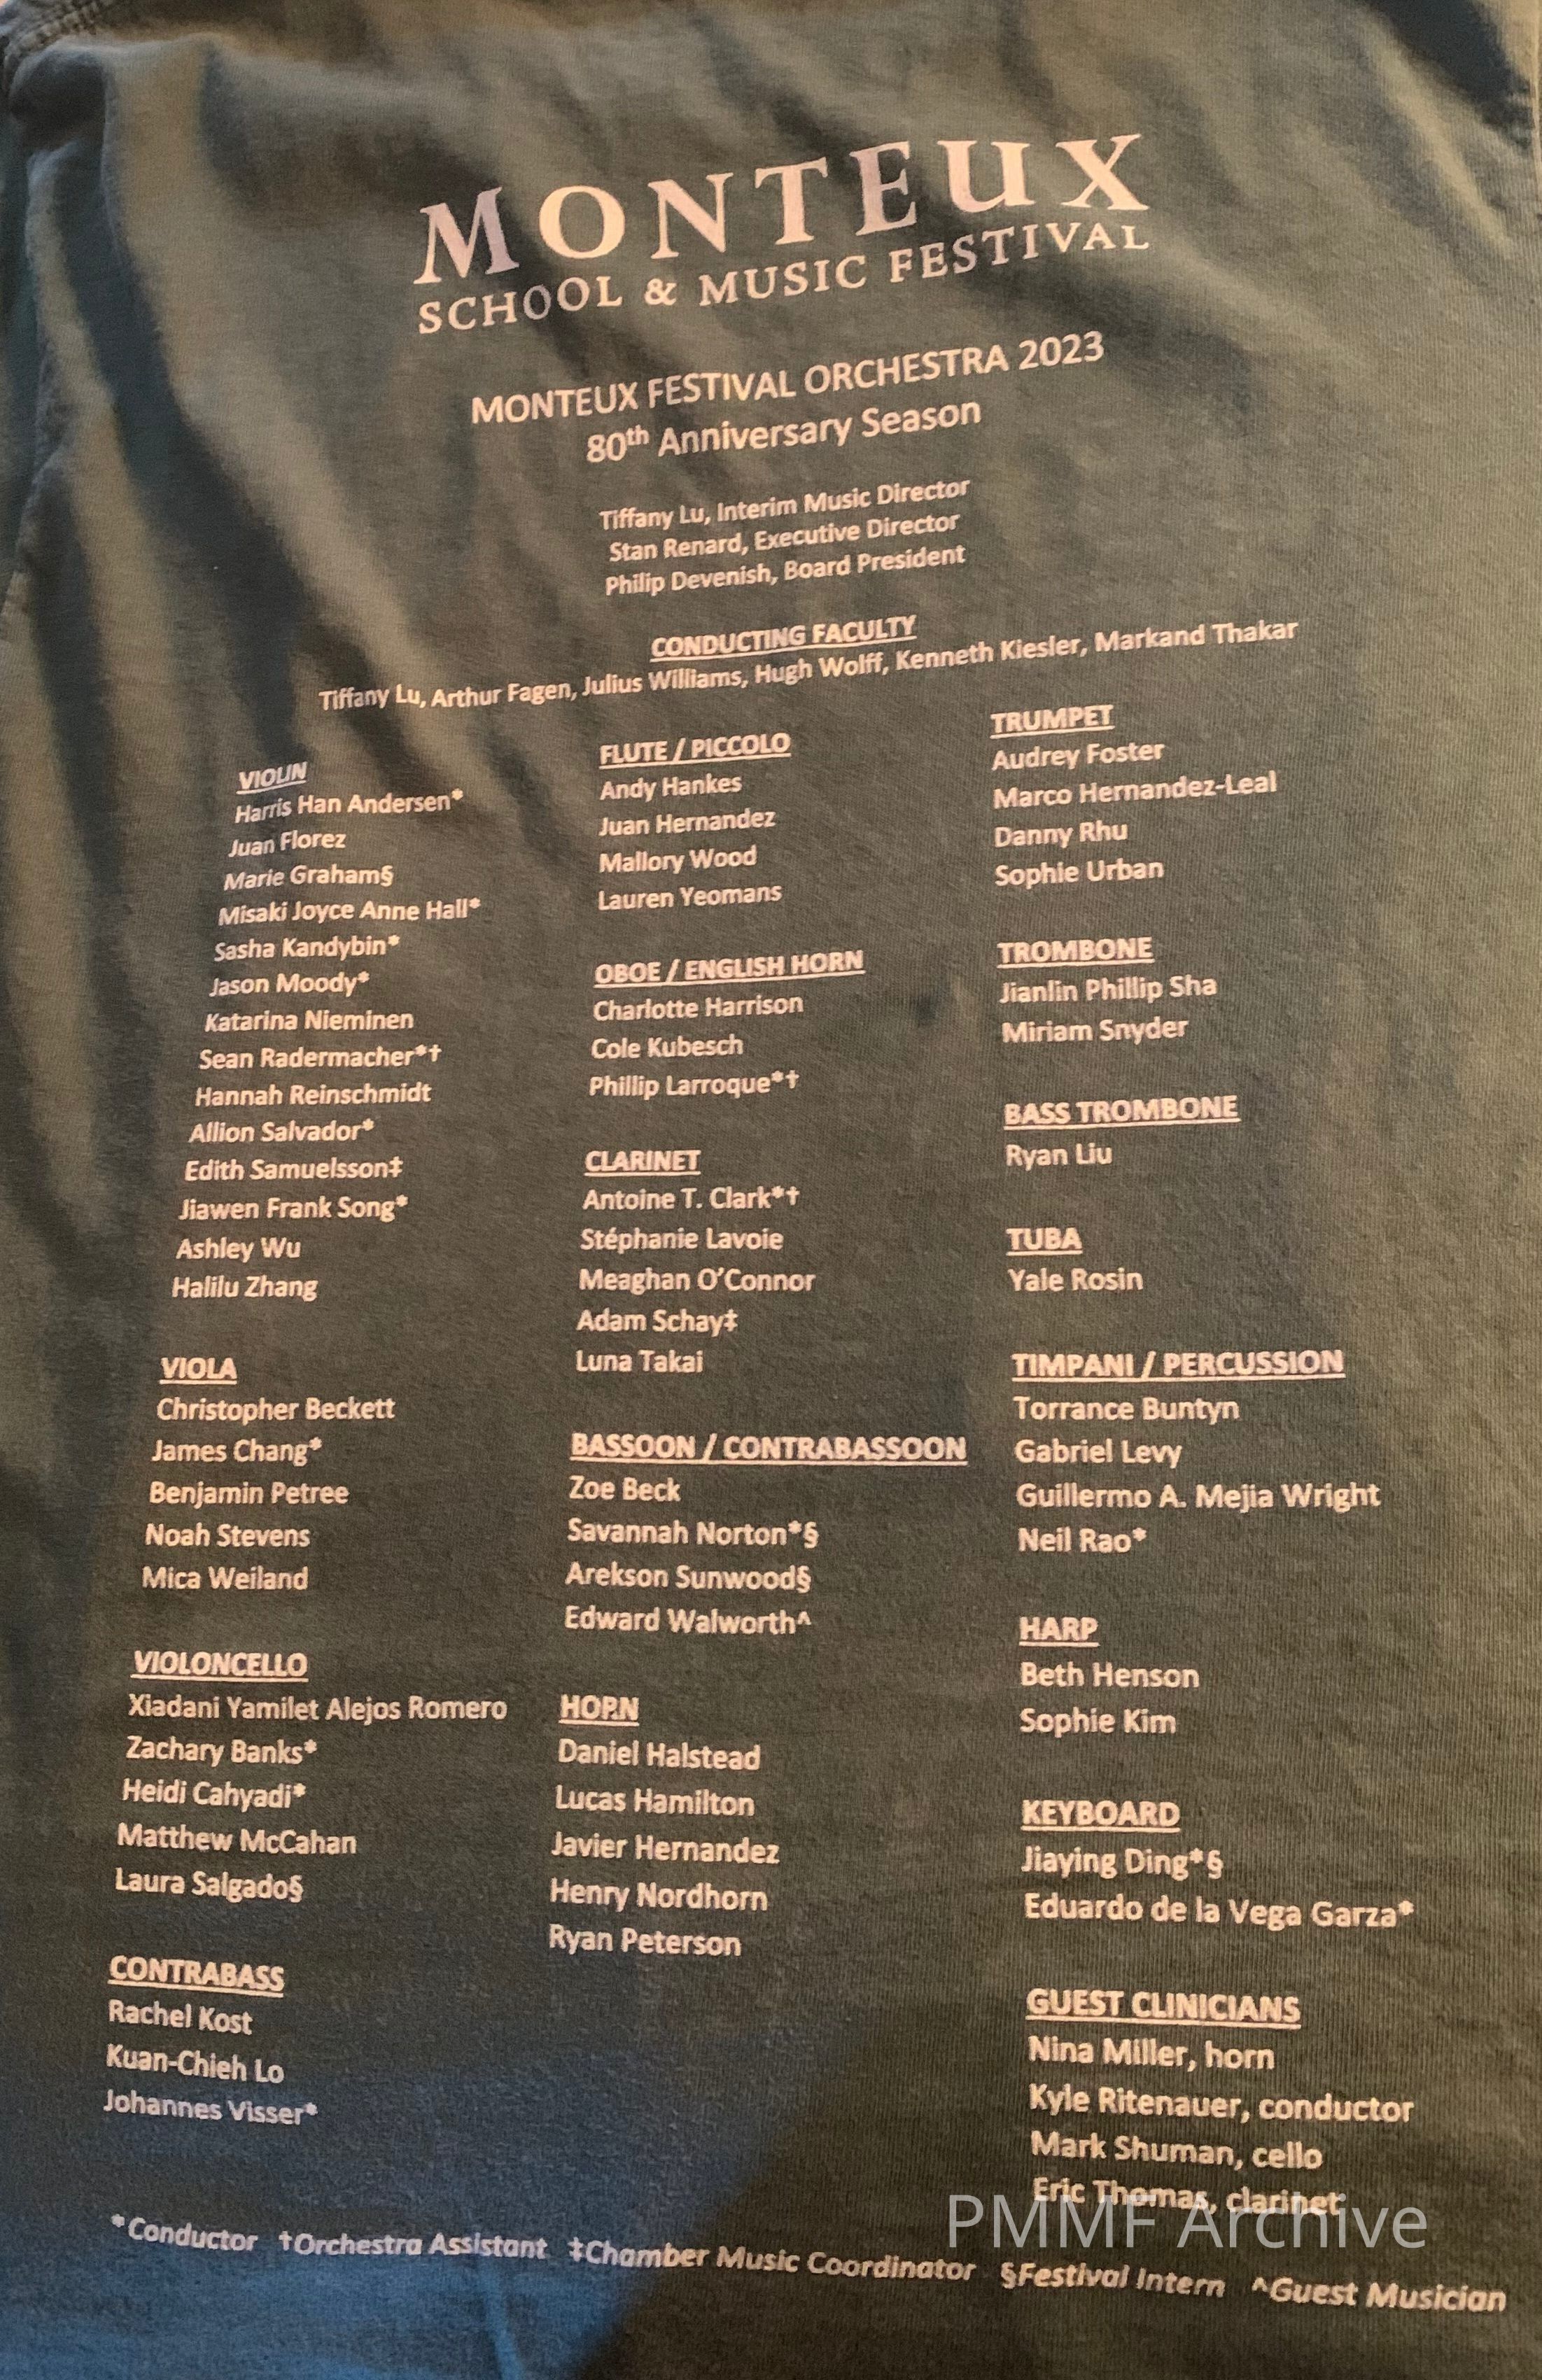 MONTEUX
SCHOOL & MUSIC FESTIVAL
MONTEUX FESTIVAL ORCHESTRA 2023
80th Anniversary Season
Tiffany Lu, Interim Music Director
Stan Renard, Executive Director
Philip Devenish, Board President
CONDUCTING FACULTY
Tiffany Lu, Arthur Fagen, Julius Williams, Hugh Wolff, Kenneth Kiesler, Markand Thakar
VIOLIN
Harris Han Andersen*
Juan Florez
Marie Graham§
Misaki Joyce Anne Hall*
Sasha Kandybin*
Jason Moody*
Katarina Nieminen
Sean Radermacher*†
Hannah Reinschmidt
Allion Salvador*
Edith Samuelsson‡
Jiawen Frank Song*
Ashley Wu
Halilu Zhang
VIOLA
Christopher Beckett
James Chang*
Benjamin Petree
Noah Stevens
Mica Weiland
VIOLONCELLO
Xiadani Yamilet Alejos Romero
Zachary Banks*
Heidi Cahyadi*
Matthew McCahan
Laura Salgado§
CONTRABASS
Rachel Kost
Kuan-Chieh Lo
Johannes Visser*
FLUTE / PICCOLO
Andy Hankes
Juan Hernandez
Mallory Wood
Lauren Yeomans
OBOE / ENGLISH HORN
Charlotte Harrison
Cole Kubesch
Phillip Larroque*†
CLARINET
Antoine T. Clark*†
Stéphanie Lavoie
Meaghan O’Connor
Adam Schay‡
Luna Takai
BASSOON / CONTRABASSOON
Zoe Beck
Savannah Norton*§
Arekson Sunwood§
Edward Walworth^
HORN
Daniel Halstead
Lucas Hamilton
Javier Hernandez
Henry Nordhorn
Ryan Peterson
TRUMPET
Audrey Foster
Marco Hernandez-Leal
Danny Rhu
Sophie Urban
TROMBONE
Jianlin Phillip Sha
Miriam Snyder
BASS TROMBONE
Ryan Liu
TUBA
Yale Rosin
TIMPANI / PERCUSSION
Torrance Buntyn
Gabriel Levy
Guillermo A. Mejia Wright
Neil Rao*
HARP
Beth Henson
Sophie Kim
KEYBOARD
Jiaying Ding*§
Eduardo de la Vega Garza*
GUEST CLINICIANS
Nina Miller, horn
Kyle Ritenauer, conductor
Mark Shuman, cello
Eric Thomas, clarinet
PMMF Archive
*Conductor †Orchestra Assistant ‡Chamber Music Coordinator §Festival Intern ^Guest Musician